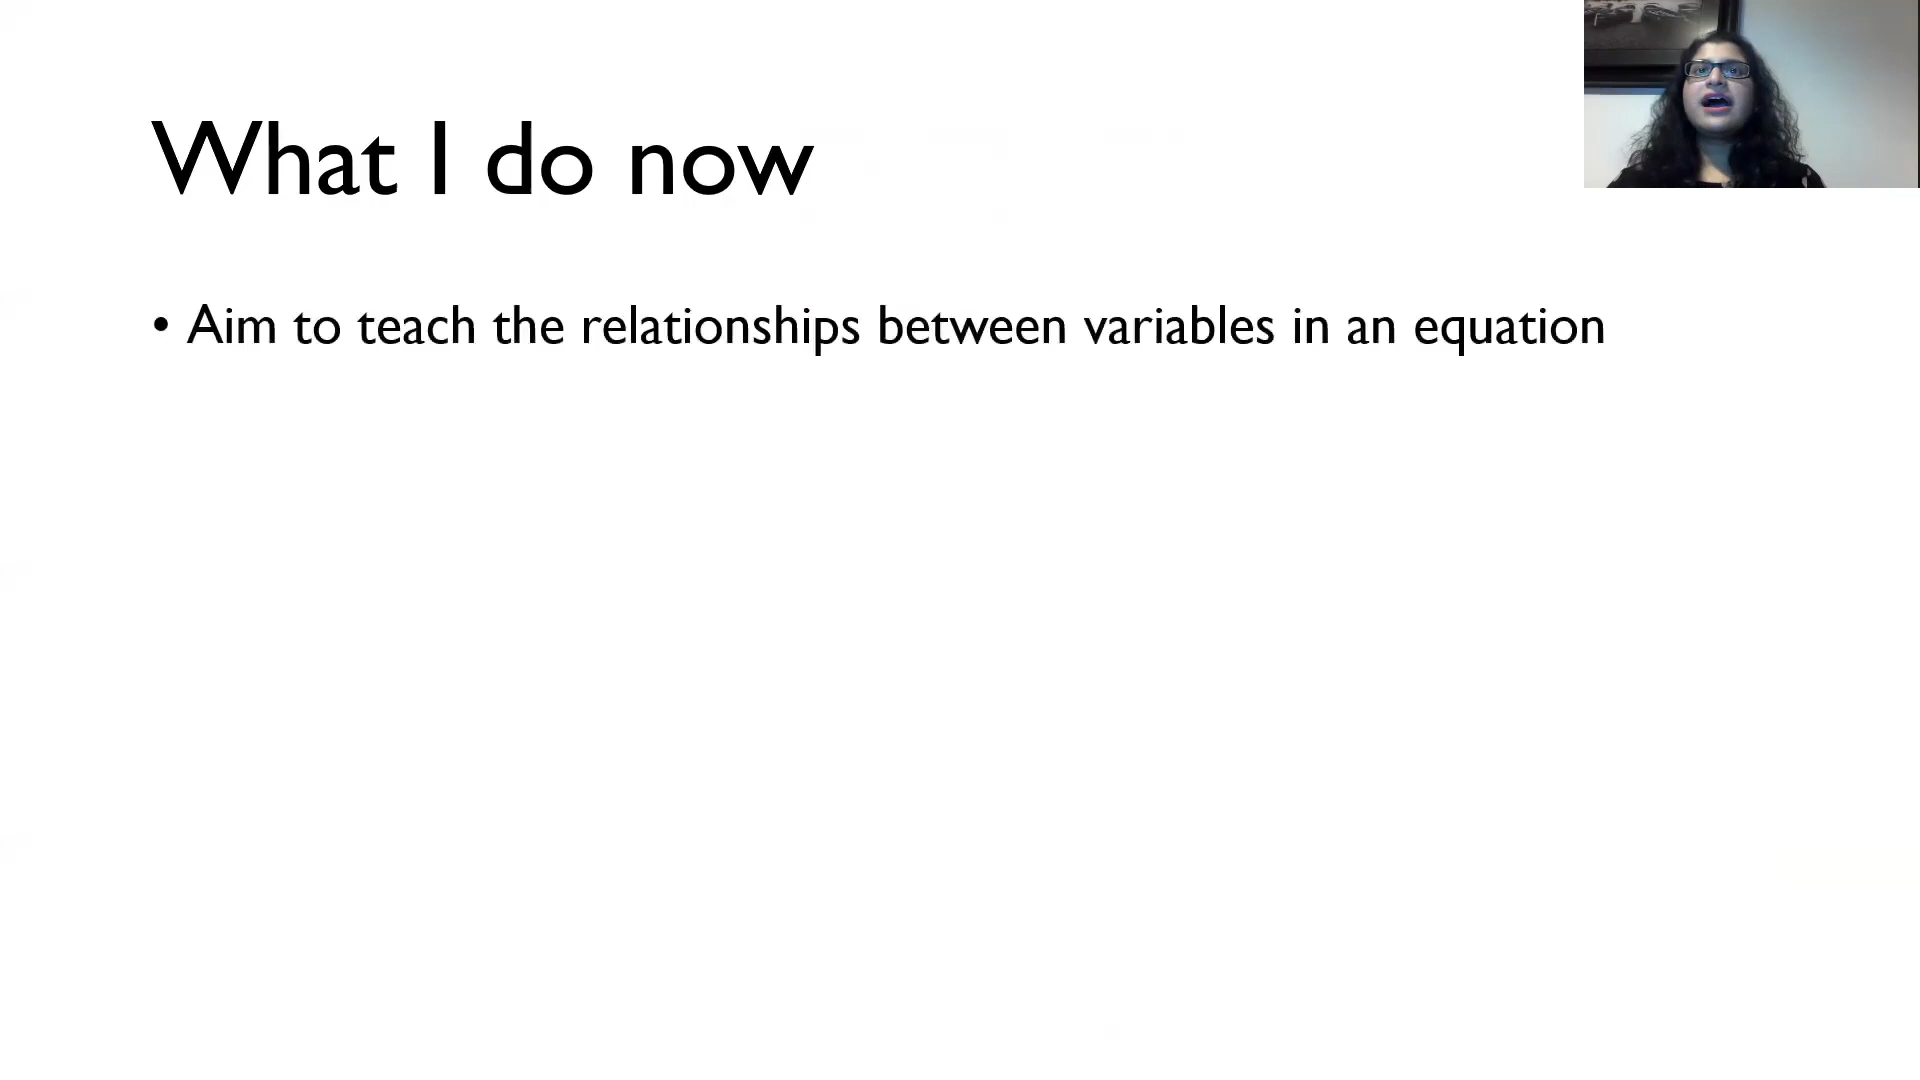 What I do now
• Aim to teach the relationships between variables in an equation